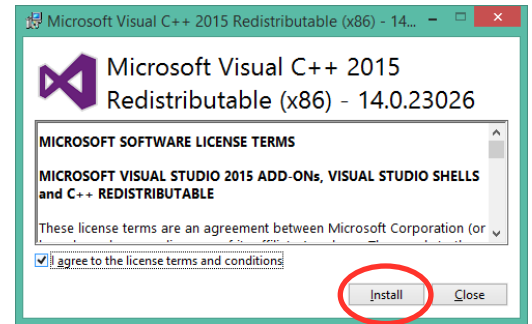 Microsoft Visual C++ 2015 Redistributable (x86) - 14...
Microsoft Visual C++ 2015
Redistributable (x86) - 14.0.23026
MICROSOFT SOFTWARE LICENSE TERMS
MICROSOFT VISUAL STUDIO 2015 ADD-ONs, VISUAL STUDIO SHELLS
and C++ REDISTRIBUTABLE
These license terms are an agreement between Microsoft Corporation (or
I agree to the license terms and conditions
Install Close